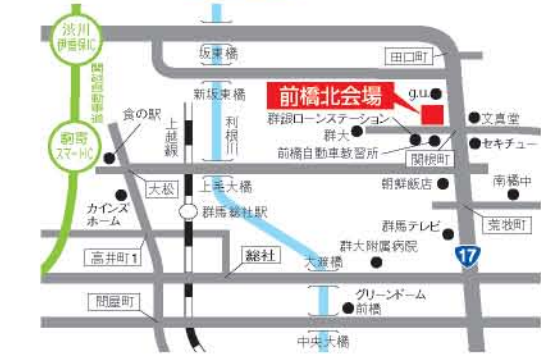 渋川
伊香保IC
坂東橋
田口町
関越自動車道
新坂東橋
g.u.
前橋北会場
食の駅
上越線
利根川
群銀ローンステーション
文真堂
群大
駒寄
スマートIC
前橋自動車教習所
関根町
セキチュー
大松
上毛大橋
朝鮮飯店
南橘中
カインズ
ホーム
群馬総社駅
荒牧町
群馬テレビ
高井町1
総社
群大附属病院
大渡橋
17
問屋町
グリーンドーム
前橋
中央大橋